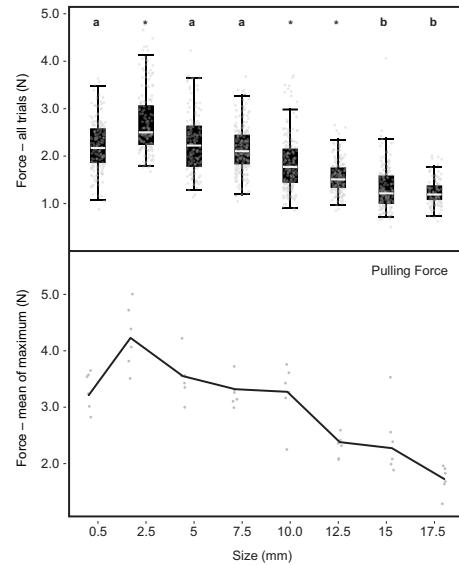 5.0
a * a a * * b b
4.0
3.0
2.0
1.0
Force – all trials (N)
Pulling Force
5.0
4.0
3.0
2.0
Force – mean of maximum (N)
0.5 2.5 5 7.5 10.0 12.5 15 17.5
Size (mm)